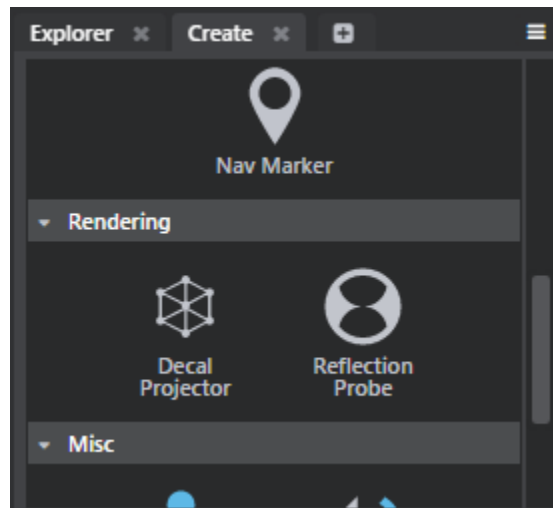 Explorer
Create
Nav Marker
Rendering
Decal
Projector
Reflection
Probe
Misc